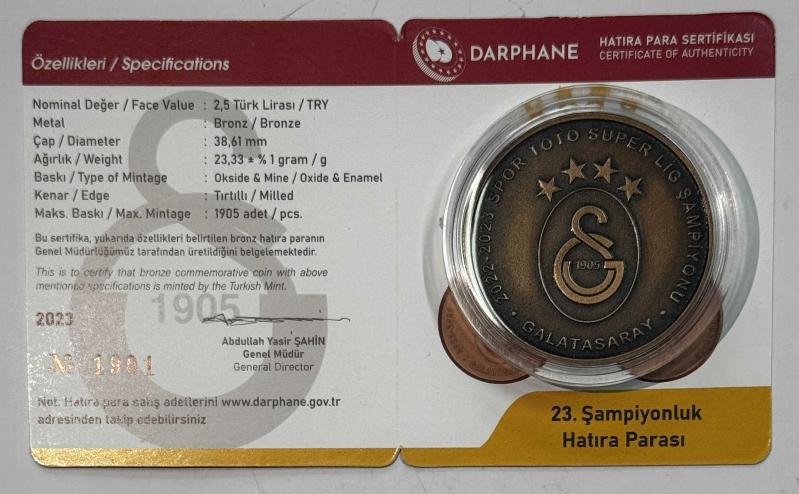 Özellikleri / Specifications
Nominal Değer / Face Value : 2,5 Türk Lirası / TRY
Metal : Bronz / Bronze
Çap / Diameter : 38,61 mm
Ağırlık / Weight : 23,33 ± % 1 gram / g
Baskı / Type of Mintage : Okside & Mine / Oxide & Enamel
Kenar / Edge : Tırtıllı / Milled
Maks. Baskı / Max. Mintage : 1905 adet / pcs.
Bu sertifika, yukarıda özellikleri belirtilen bronz hatıra paranın
Genel Müdürlüğümüz tarafından üretildiğini belgelemektedir.
This is to certify that bronze commemorative coin with above
mentioned specifications is minted by the Turkish Mint.
1905
2023
Abdullah Yasir ŞAHİN
Genel Müdür
General Director
№ 1901
Not. Hatıra para satış adetlerini www.darphane.gov.tr
adresinden takip edebilirsiniz
DARPHANE
HATIRA PARA SERTİFİKASI
CERTIFICATE OF AUTHENTICITY
2022-2023 SPOR TOTO SÜPER LİG ŞAMPİYONU
1905
• GALATASARAY •
23. Şampiyonluk
Hatıra Parası